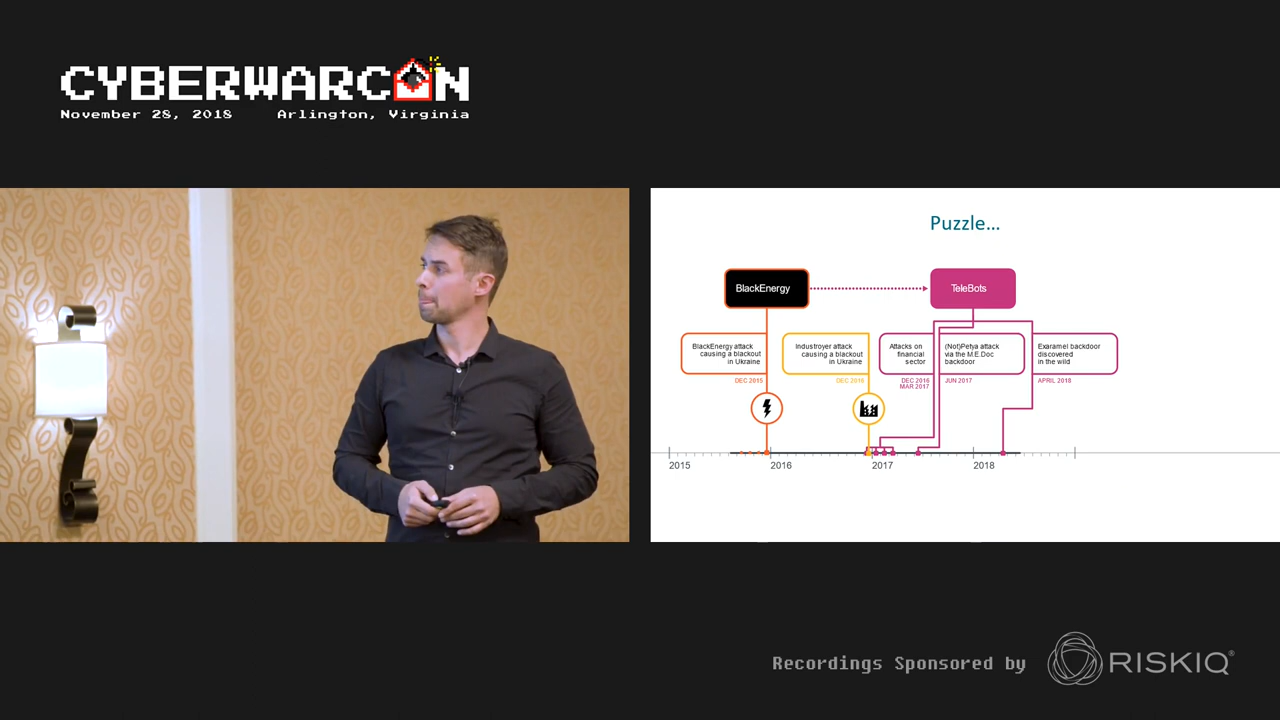 CYBERWARCON
November 28, 2018 Arlington, Virginia
Puzzle...
BlackEnergy
TeleBots
BlackEnergy attack
causing a blackout
in Ukraine
DEC 2015
Industroyer attack
causing a blackout
in Ukraine
DEC 2016
Attacks on
financial
sector
DEC 2016
MAR 2017
(Not)Petya attack
via the M.E.Doc
backdoor
JUN 2017
Exaramel backdoor
discovered
in the wild
APRIL 2018
2015 2016 2017 2018
Recordings Sponsored by
RISKIQ®